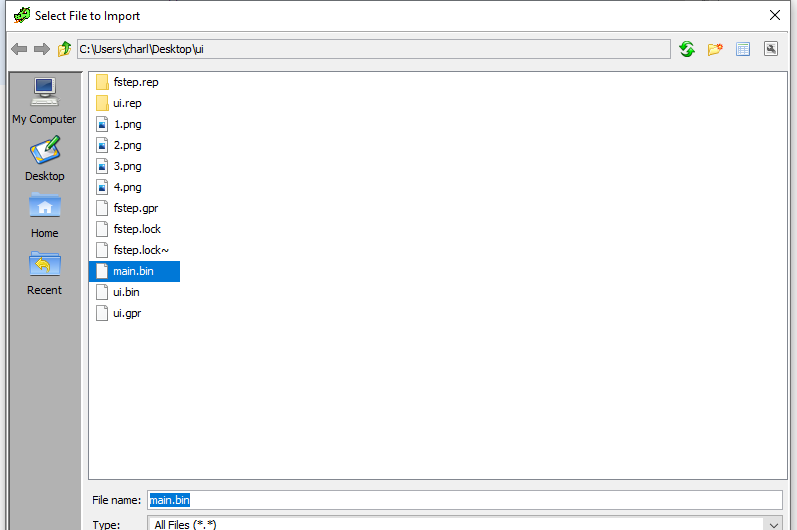 Select File to Import
C:\Users\charl\Desktop\ui
My Computer
Desktop
Home
Recent
fstep.rep
ui.rep
1.png
2.png
3.png
4.png
fstep.gpr
fstep.lock
fstep.lock~
main.bin
ui.bin
ui.gpr
File name: main.bin
Type: All Files (*.*)